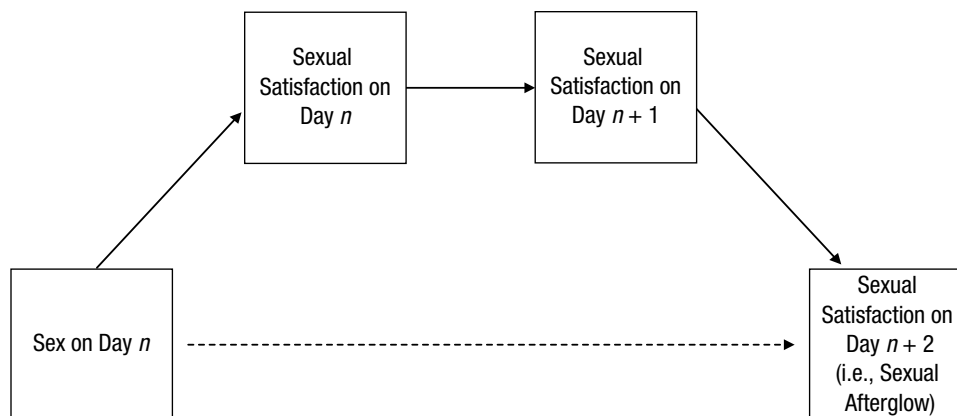 Sexual
Satisfaction on
Day n
Sexual
Satisfaction on
Day n + 1
Sex on Day n
Sexual
Satisfaction on
Day n + 2
(i.e., Sexual
Afterglow)